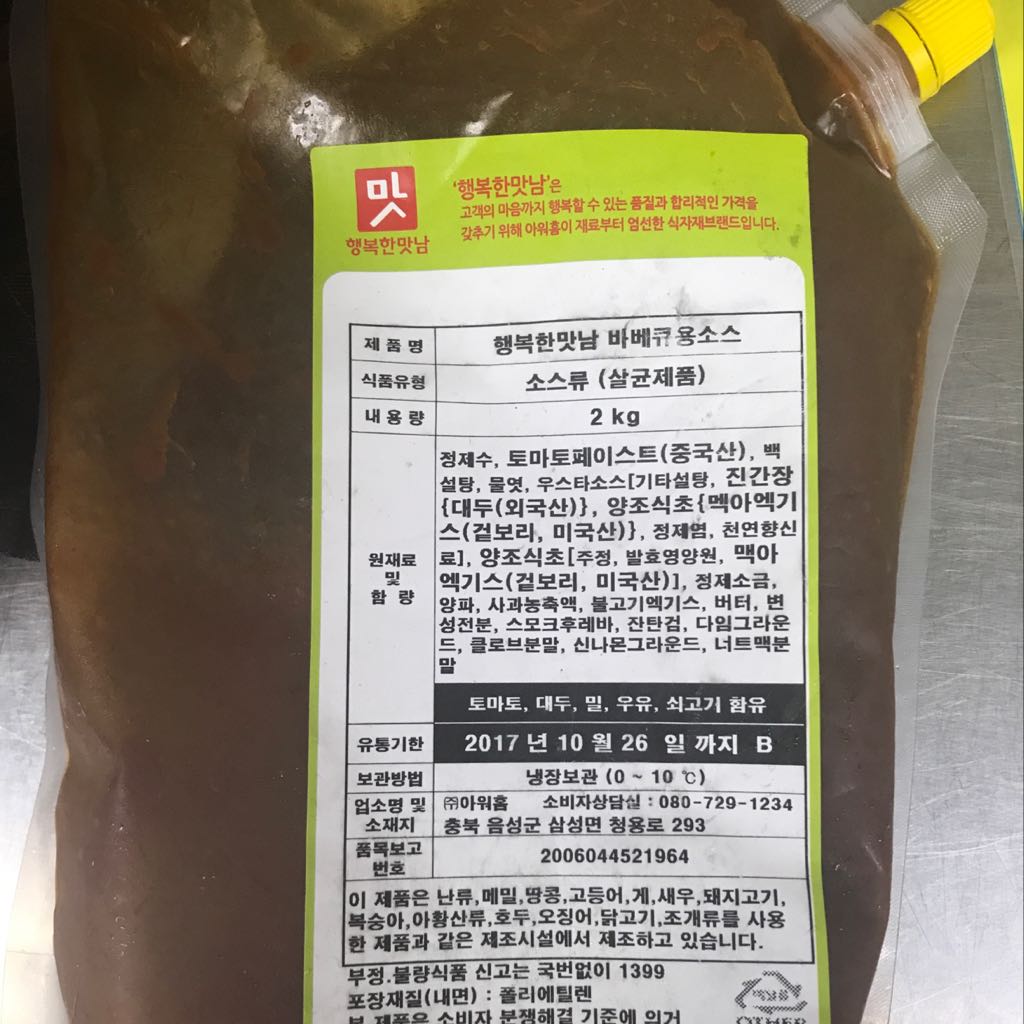 맛
행복한맛남
'행복한맛남'은
고객의 마음까지 행복할 수 있는 품질과 합리적인 가격을
갖추기 위해 아워홈이 재료부터 엄선한 식자재브랜드입니다.
제 품 명 행복한맛남 바베큐용소스
식품유형 소스류 (살균제품)
내 용 량 2 kg
원재료 및 함 량
정제수, 토마토페이스트(중국산), 백
설탕, 물엿, 우스타소스[기타설탕, 진간장
{대두(외국산)}, 양조식초{맥아엑기
스(겉보리, 미국산)}, 정제염, 천연향신
료], 양조식초[주정, 발효영양원, 맥아
엑기스(겉보리, 미국산)], 정제소금,
양파, 사과농축액, 불고기엑기스, 버터, 변
성전분, 스모크후레바, 잔탄검, 타임그라운
드, 클로브분말, 신나몬그라운드, 너트맥분
말
토마토, 대두, 밀, 우유, 쇠고기 함유
유통기한 2017 년 10 월 26 일 까지 B
보관방법 냉장보관 (0 ~ 10 ℃)
업소명 및 소재지
㈜아워홈 소비자상담실 : 080-729-1234
충북 음성군 삼성면 청용로 293
품목보고 번호 2006044521964
이 제품은 난류,메밀,땅콩,고등어,게,새우,돼지고기,
복숭아,아황산류,호두,오징어,닭고기,조개류를 사용
한 제품과 같은 제조시설에서 제조하고 있습니다.
부정.불량식품 신고는 국번없이 1399
포장재질(내면) : 폴리에틸렌
본 제품은 소비자 분쟁해결 기준에 의거
OTHER